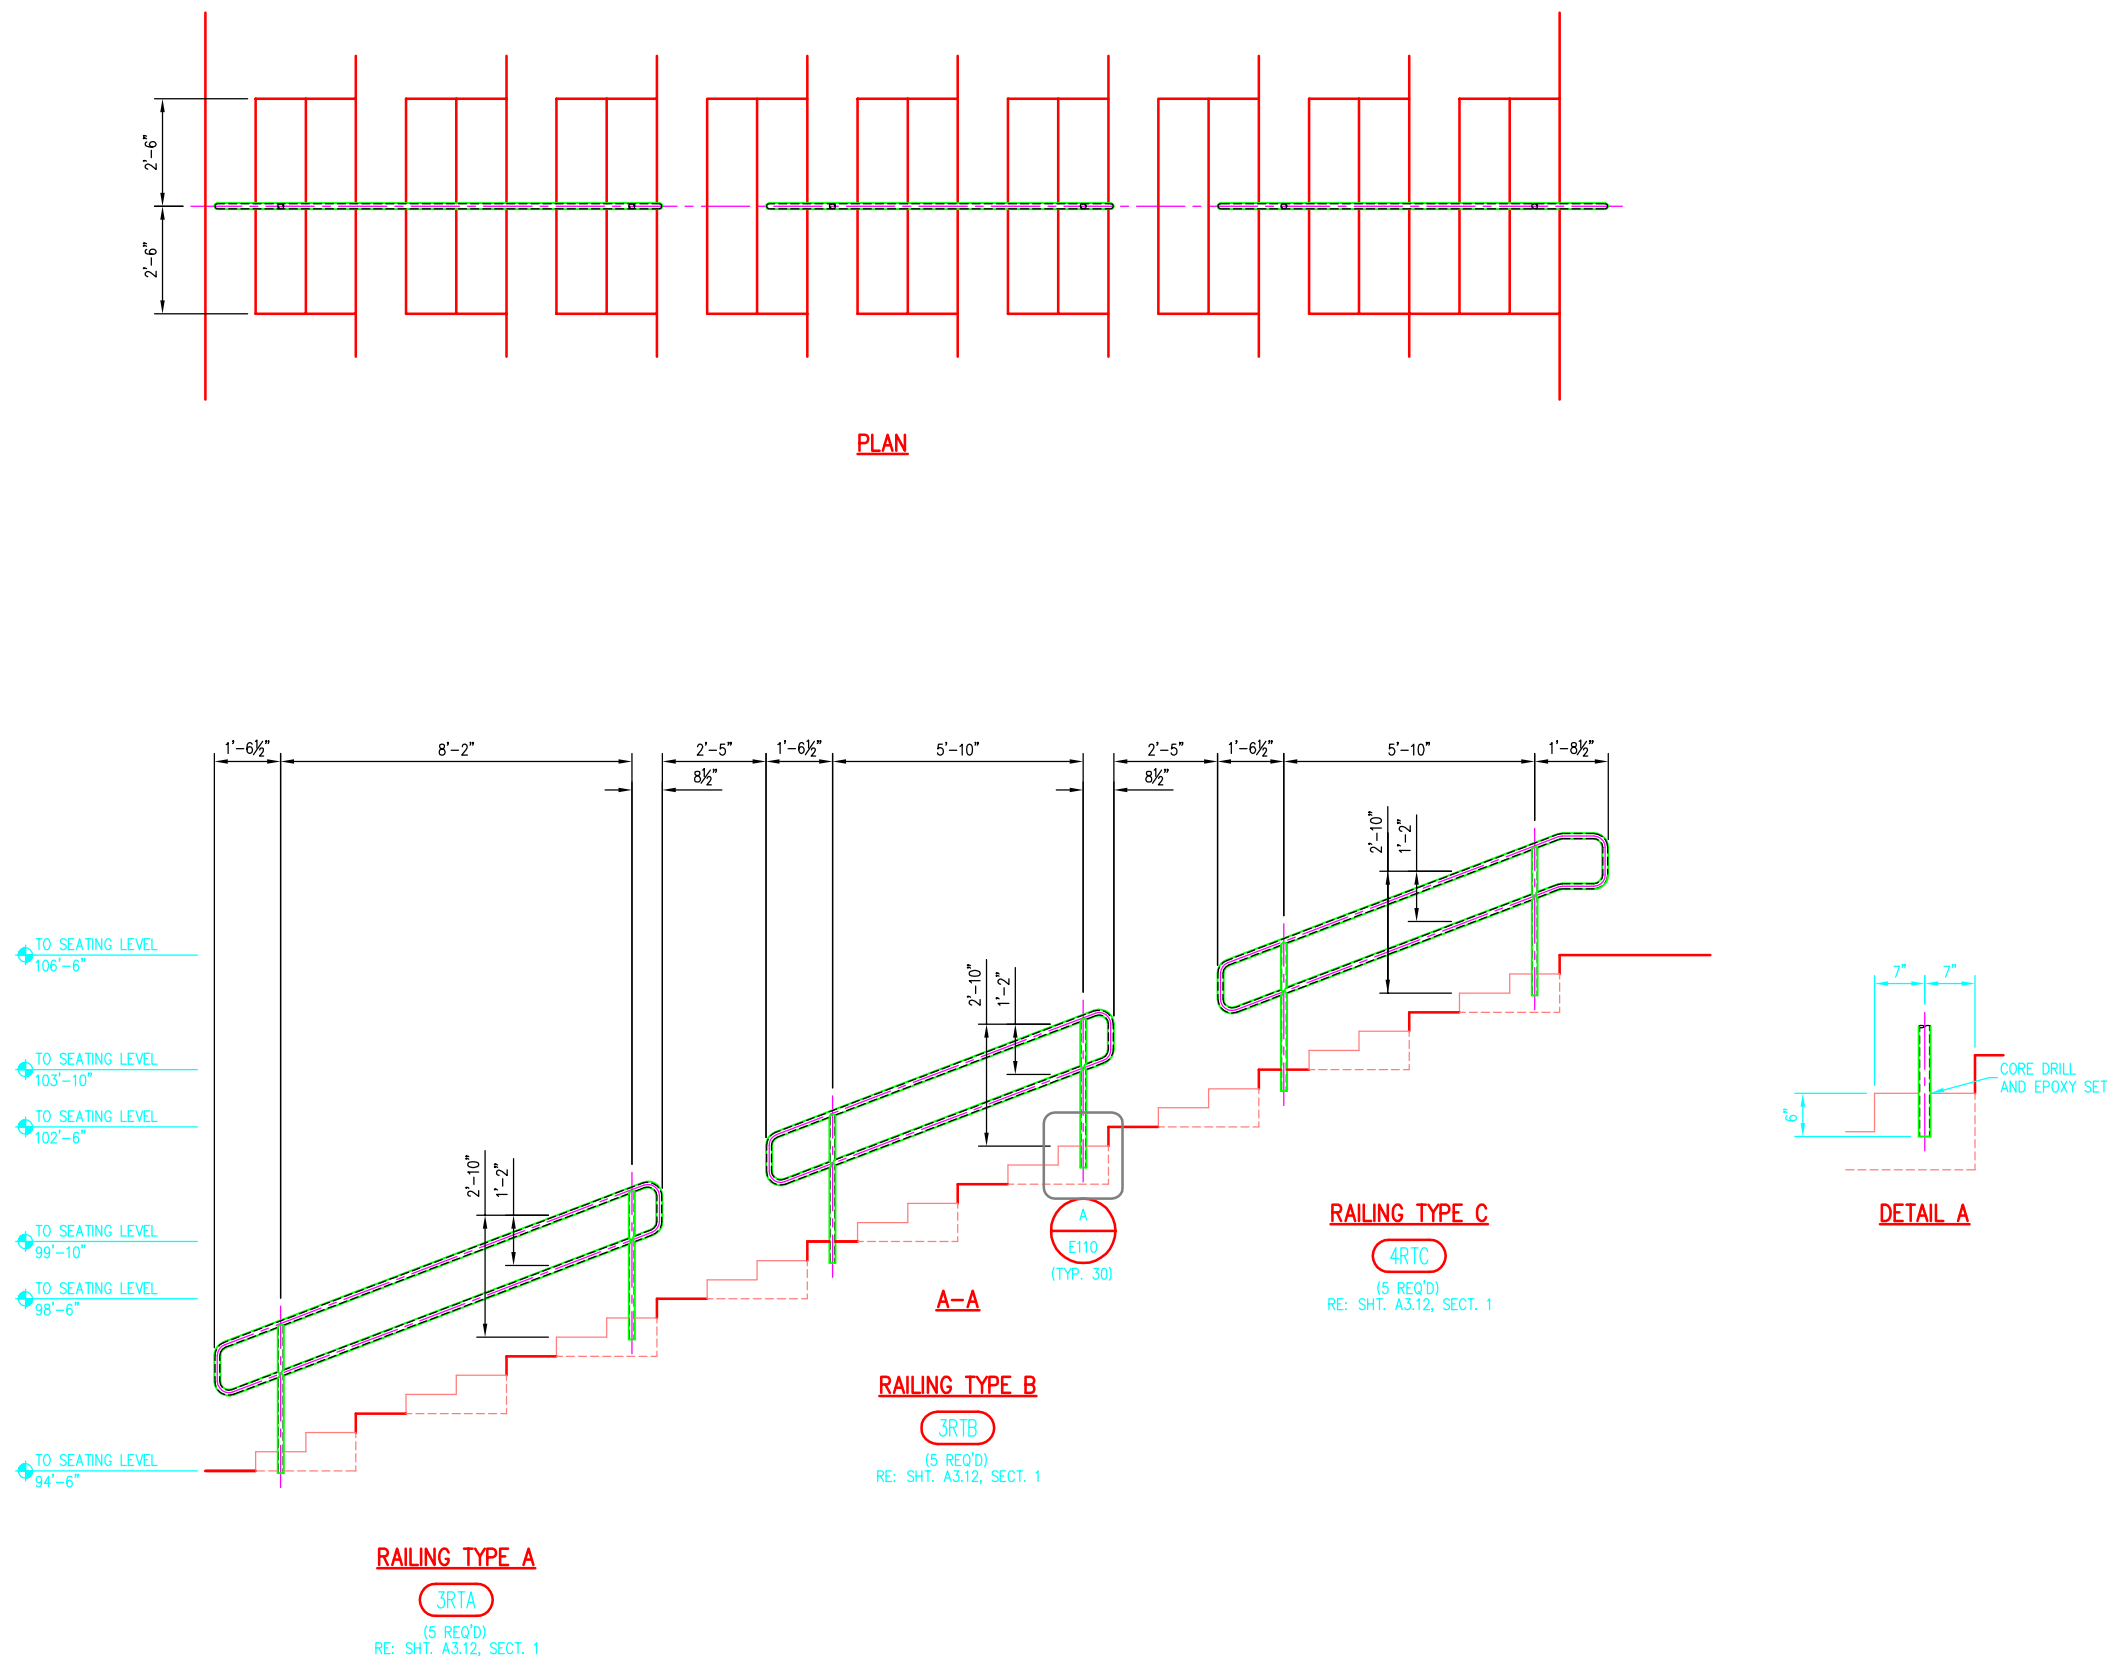 2'-6"
2'-6"
PLAN
1'-6½"
8'-2"
2'-5"
1'-6½"
5'-10"
2'-5"
1'-6½"
5'-10"
1'-8½"
8½"
8½"
2'-10"
1'-2"
2'-10"
1'-2"
2'-10"
1'-2"
TO SEATING LEVEL
106'-6"
TO SEATING LEVEL
103'-10"
TO SEATING LEVEL
102'-6"
TO SEATING LEVEL
99'-10"
TO SEATING LEVEL
98'-6"
TO SEATING LEVEL
94'-6"
7"
7"
6"
CORE DRILL
AND EPOXY SET
DETAIL A
A
E110
(TYP. 30)
A-A
RAILING TYPE C
4RTC
(5 REQ'D)
RE: SHT. A3.12, SECT. 1
RAILING TYPE B
3RTB
(5 REQ'D)
RE: SHT. A3.12, SECT. 1
RAILING TYPE A
3RTA
(5 REQ'D)
RE: SHT. A3.12, SECT. 1